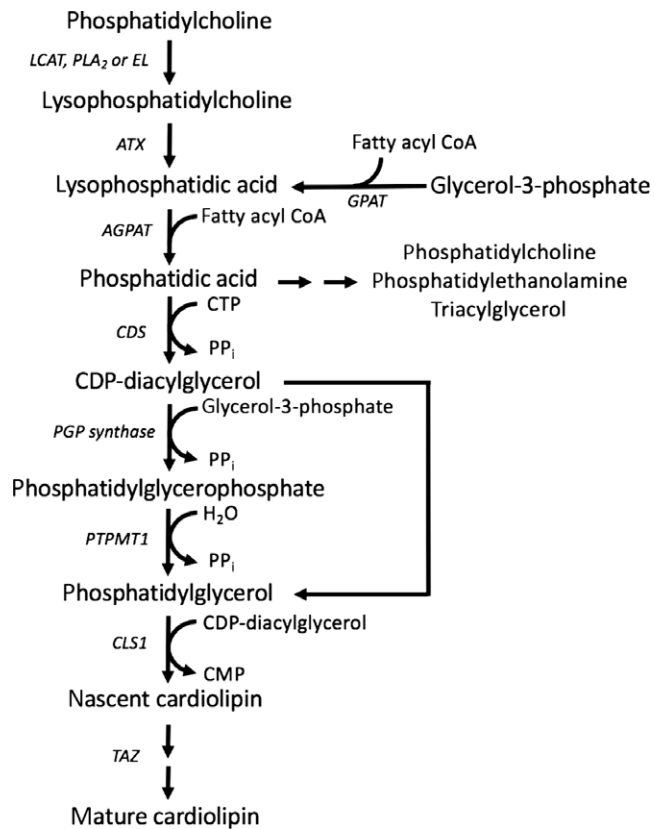 Phosphatidylcholine
LCAT, PLA₂ or EL
Lysophosphatidylcholine
ATX
Fatty acyl CoA
Lysophosphatidic acid
GPAT
Glycerol-3-phosphate
AGPAT
Fatty acyl CoA
Phosphatidic acid
Phosphatidylcholine
Phosphatidylethanolamine
Triacylglycerol
CTP
CDS
PPᵢ
CDP-diacylglycerol
Glycerol-3-phosphate
PGP synthase
PPᵢ
Phosphatidylglycerophosphate
H₂O
PTPMT1
PPᵢ
Phosphatidylglycerol
CDP-diacylglycerol
CLS1
CMP
Nascent cardiolipin
TAZ
Mature cardiolipin